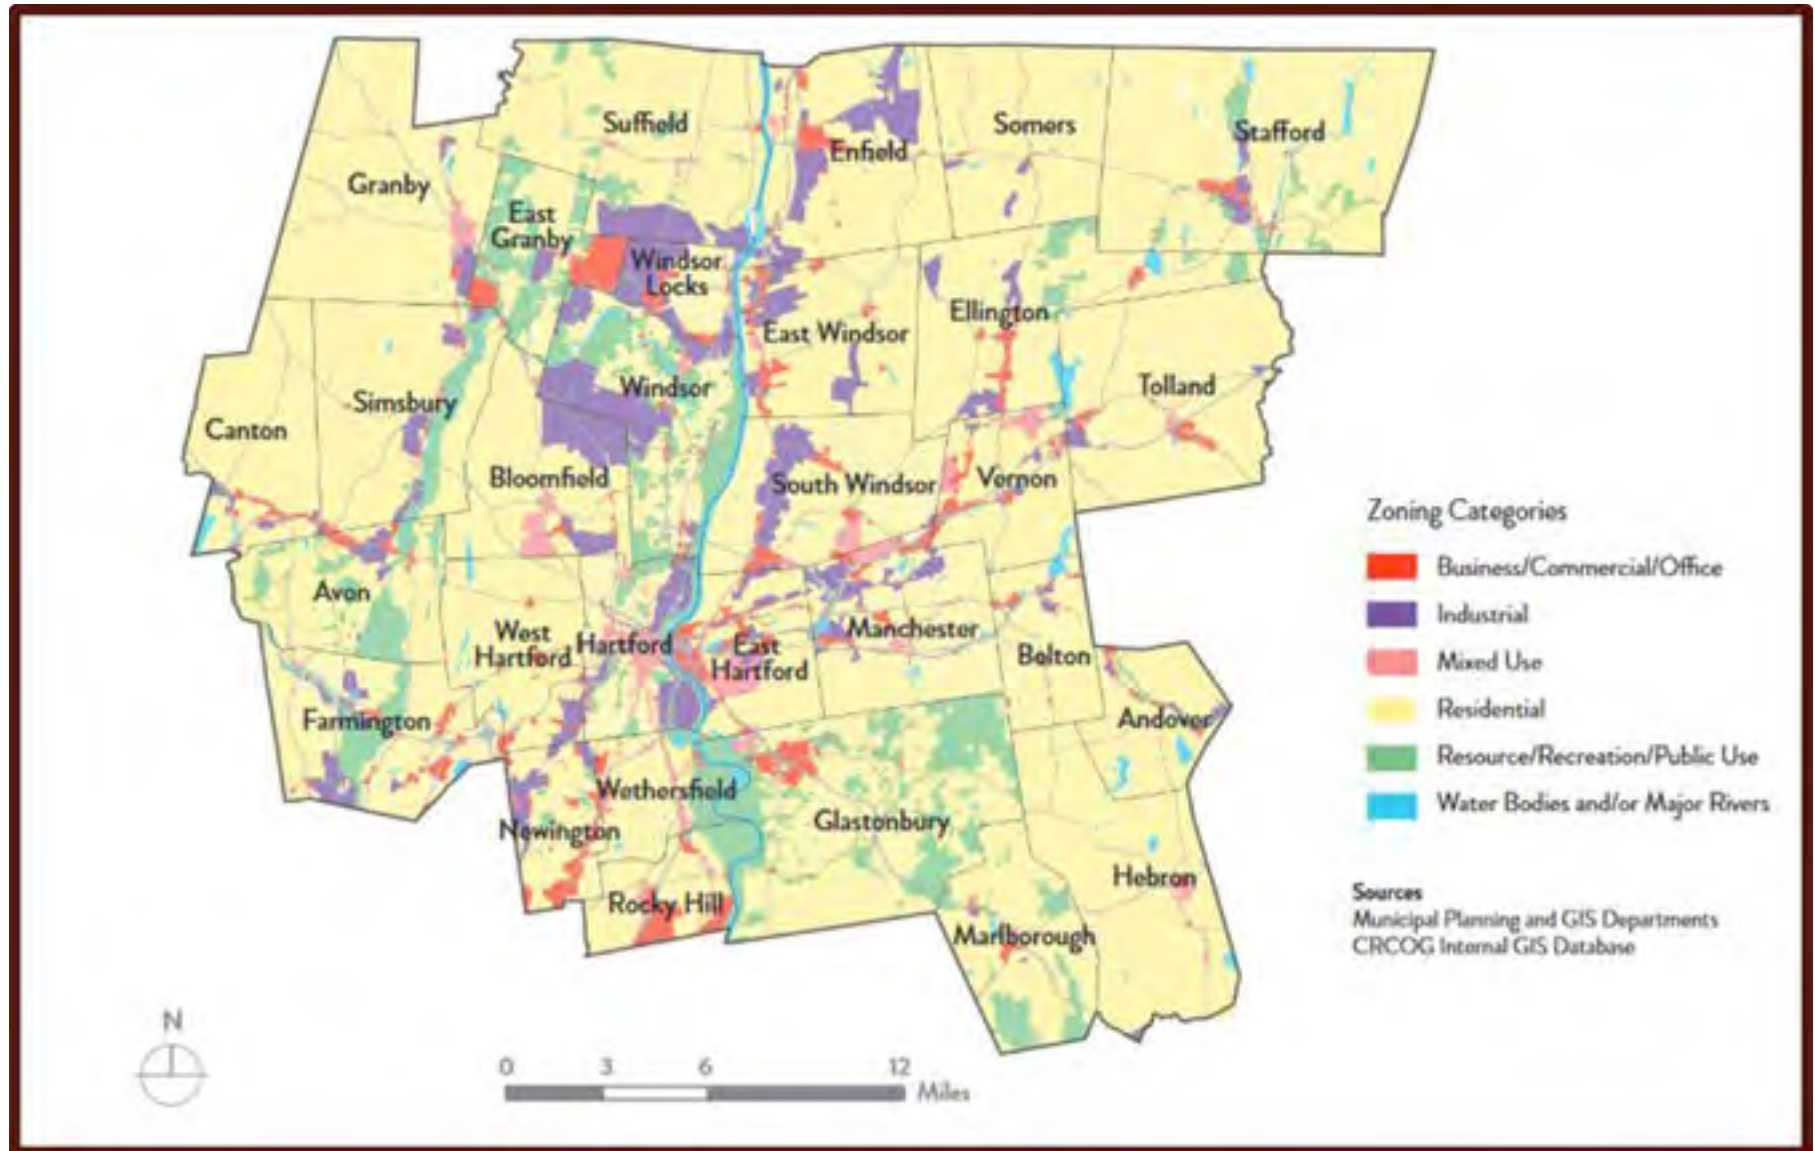 Suffield
Enfield
Somers
Stafford
Granby
East
Granby
Windsor
Locks
East Windsor
Ellington
Windsor
Tolland
Simsbury
Canton
Bloomfield
South Windsor
Vernon
Avon
West
Hartford
Hartford
East
Hartford
Manchester
Bolton
Farmington
Andover
Wethersfield
Newington
Glastonbury
Rocky Hill
Hebron
Marlborough
Zoning Categories
Business/Commercial/Office
Industrial
Mixed Use
Residential
Resource/Recreation/Public Use
Water Bodies and/or Major Rivers
Sources
Municipal Planning and GIS Departments
CRCOG Internal GIS Database
N
0 3 6 12
Miles